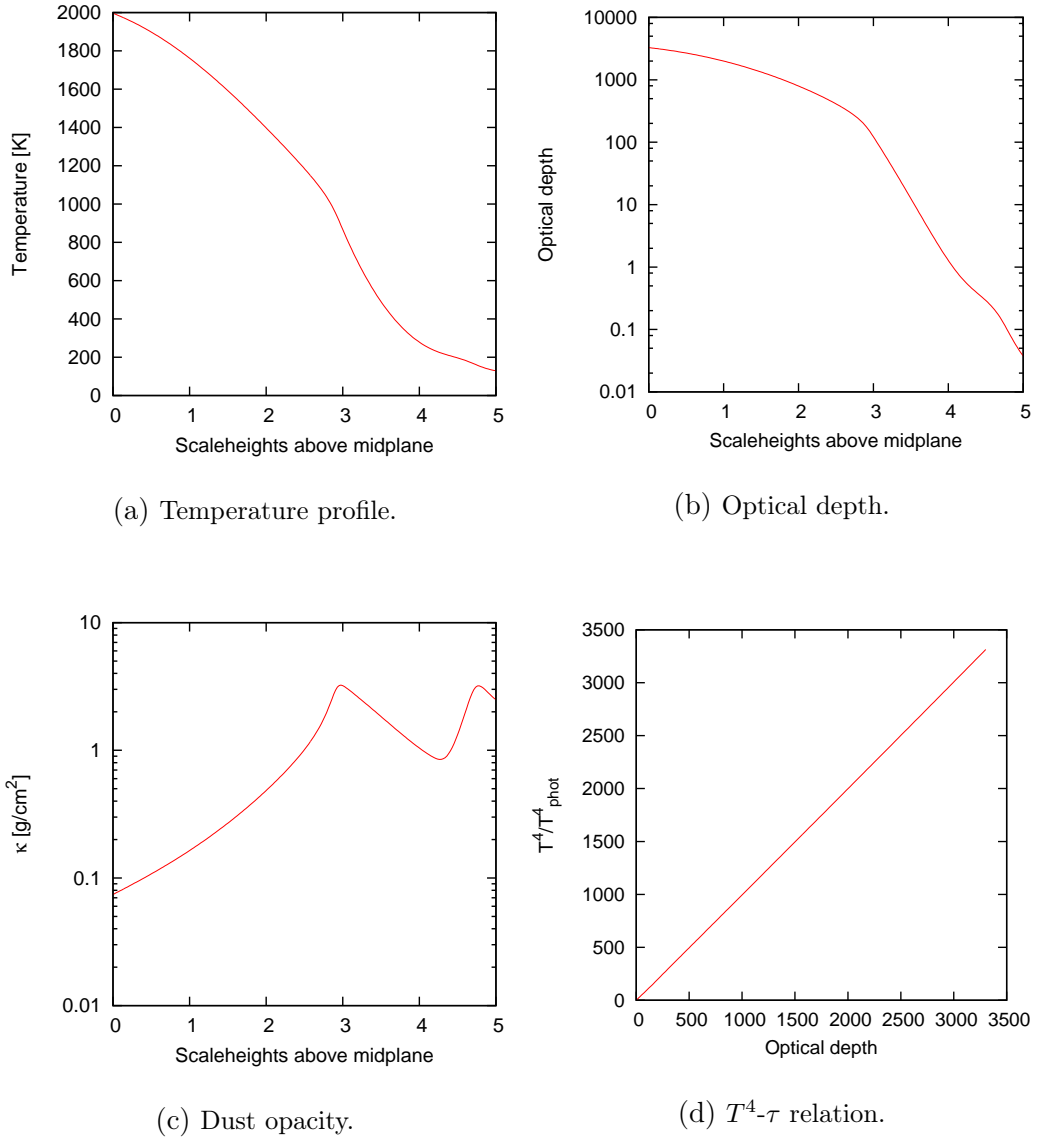 2000
1800
1600
1400
1200
1000
800
600
400
200
0
Temperature [K]
0 1 2 3 4 5
Scaleheights above midplane
(a) Temperature profile.
10000
1000
100
10
1
0.1
0.01
Optical depth
0 1 2 3 4 5
Scaleheights above midplane
(b) Optical depth.
10
1
0.1
0.01
κ [g/cm²]
0 1 2 3 4 5
Scaleheights above midplane
(c) Dust opacity.
3500
3000
2500
2000
1500
1000
500
0
T⁴/T⁴phot
0 500 1000 1500 2000 2500 3000 3500
Optical depth
(d) T⁴-τ relation.